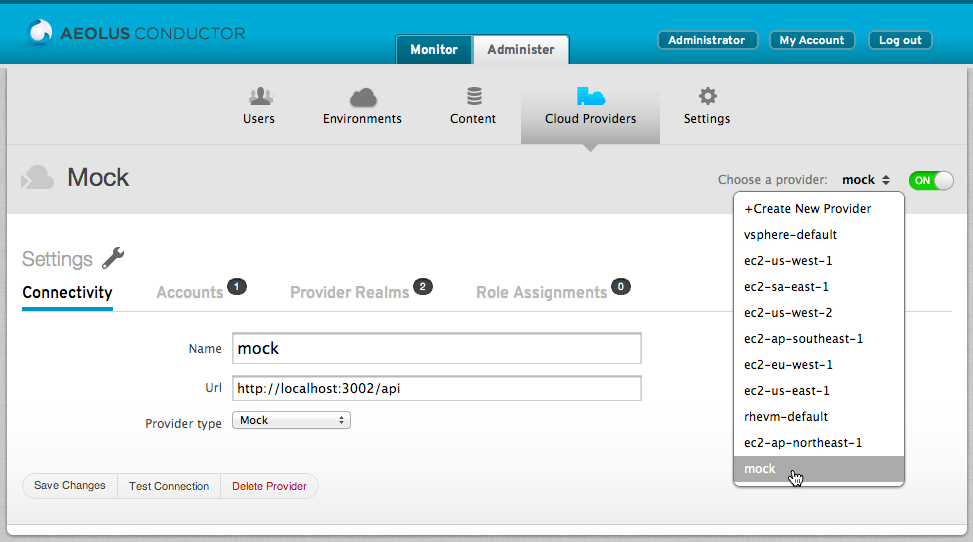 AEOLUS CONDUCTOR
Monitor
Administer
Administrator
My Account
Log out
Users
Environments
Content
Cloud Providers
Settings
Mock
Choose a provider: mock
ON
+Create New Provider
vsphere-default
ec2-us-west-1
ec2-sa-east-1
ec2-us-west-2
ec2-ap-southeast-1
ec2-eu-west-1
ec2-us-east-1
rhevm-default
ec2-ap-northeast-1
mock
Settings
Connectivity
Accounts 1
Provider Realms 2
Role Assignments 0
Name mock
Url http://localhost:3002/api
Provider type Mock
Save Changes
Test Connection
Delete Provider